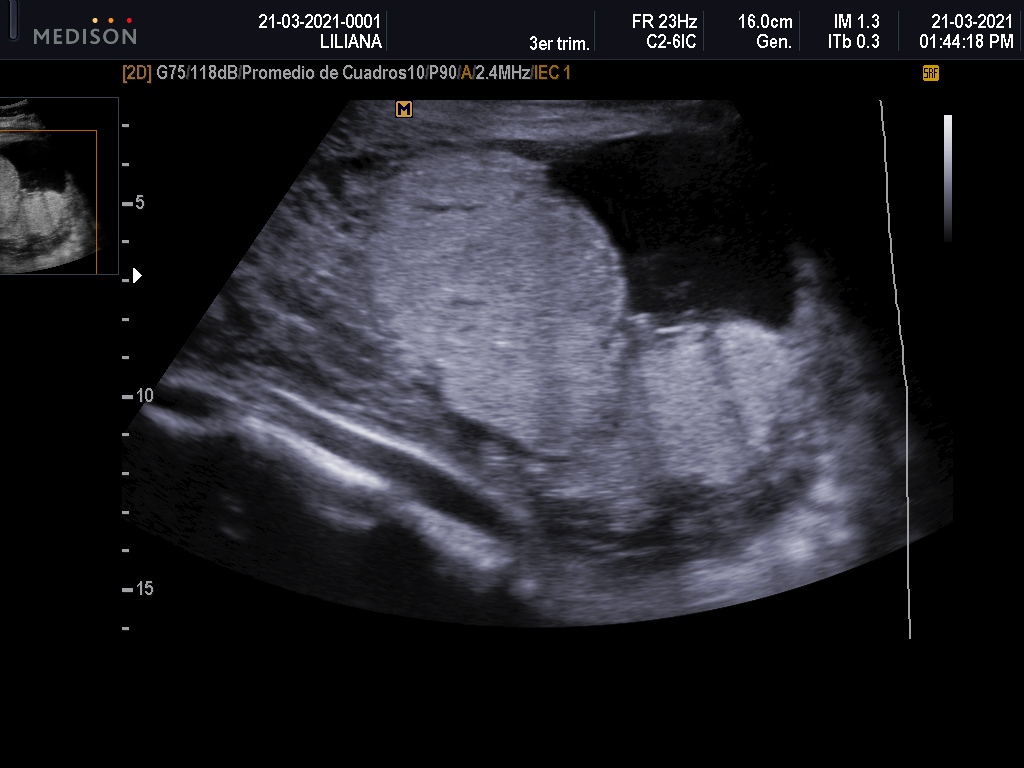 MEDISON
21-03-2021-0001
LILIANA
3er trim.
FR 23Hz
C2-6IC
16.0cm
Gen.
IM 1.3
ITb 0.3
21-03-2021
01:44:18 PM
[2D] G75/118dB/Promedio de Cuadros10/P90/A/2.4MHz/IEC 1
SRF
M
5
10
15